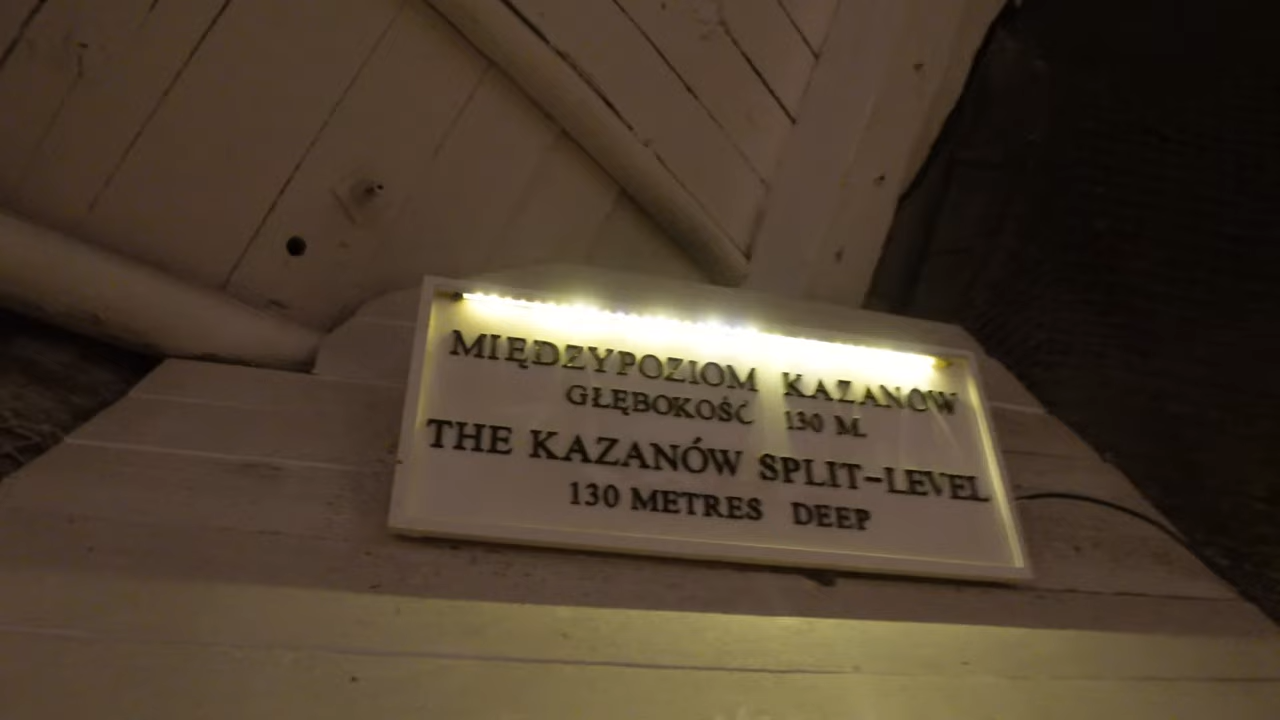 MIĘDZYPOZIOM KAZANÓW
GŁĘBOKOŚĆ 130 M.
THE KAZANÓW SPLIT-LEVEL
130 METRES DEEP